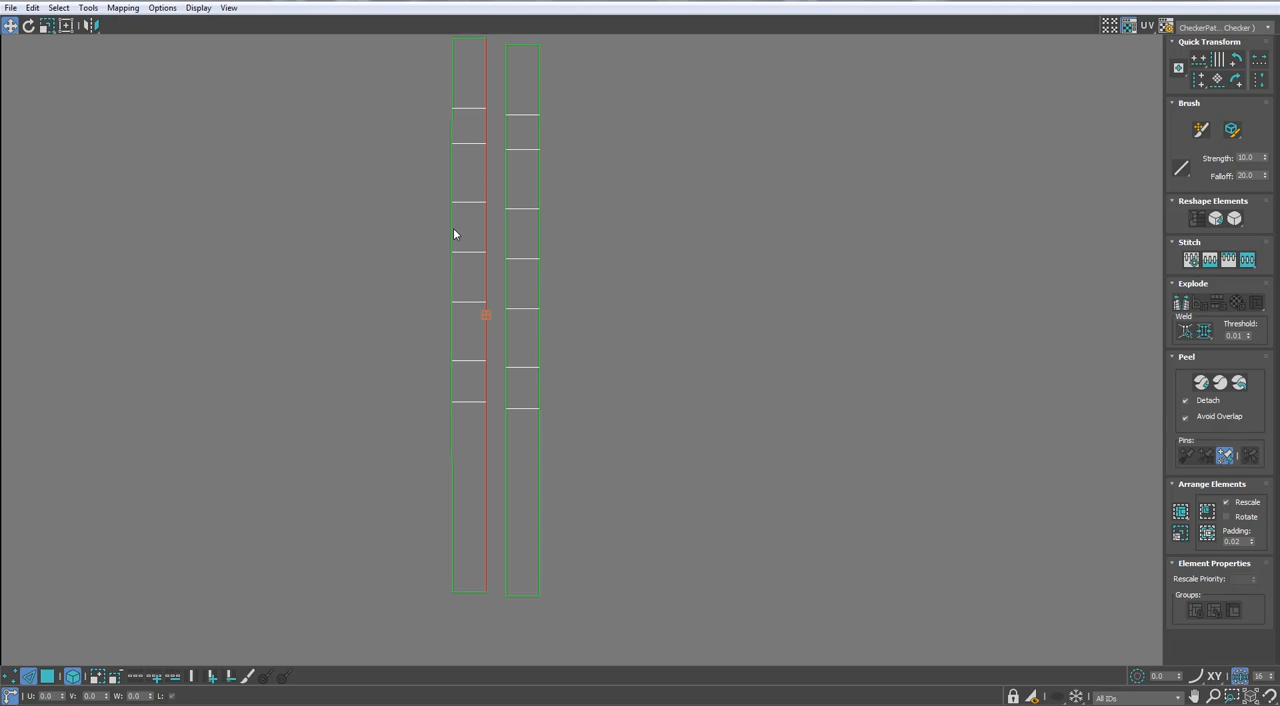 File Edit Select Tools Mapping Options Display View
UV CheckerPat... Checker )
Quick Transform
Brush
Strength: 10.0
Falloff: 20.0
Reshape Elements
Stitch
Explode
Weld
Threshold:
0.01
Peel
Detach
Avoid Overlap
Pins:
Arrange Elements
Rescale
Rotate
Padding:
0.02
Element Properties
Rescale Priority:
Groups:
0.0 XY 16
U: 0.0 V: 0.0 W: 0.0 L: All IDs